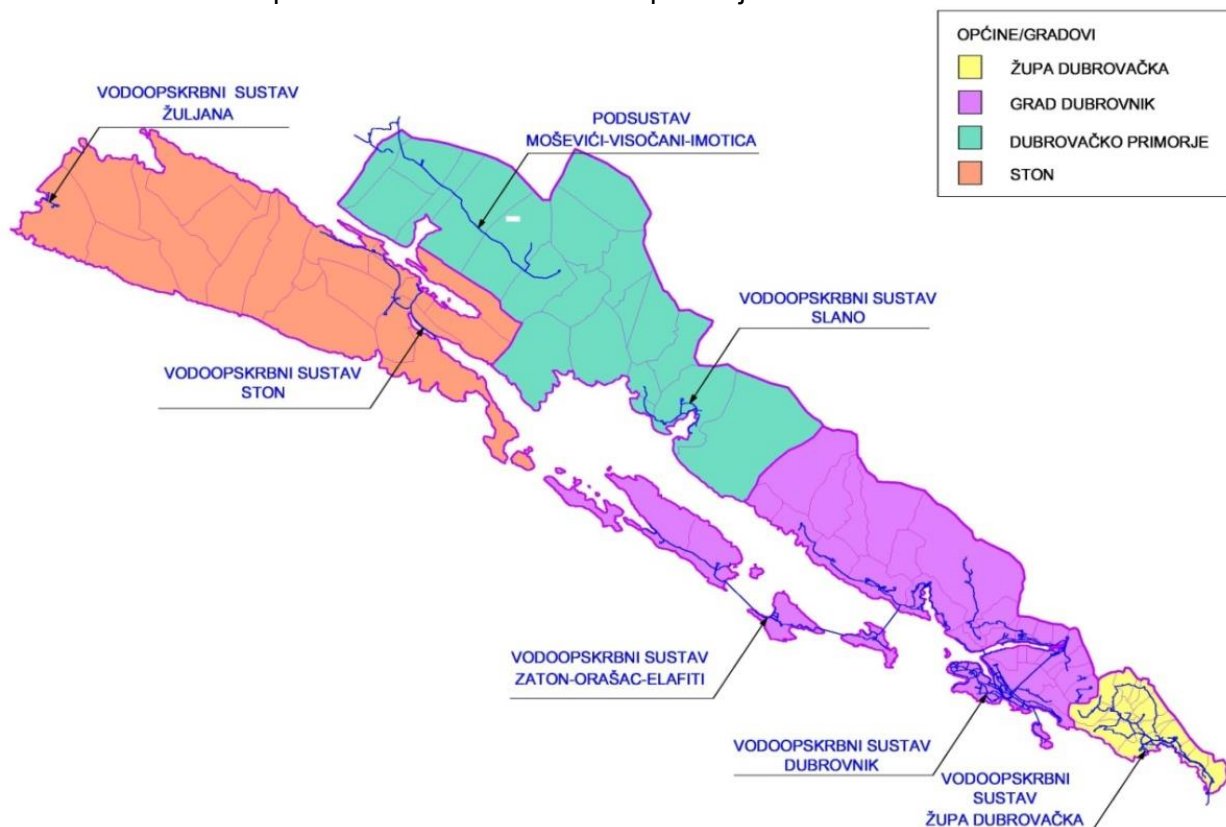 OPĆINE/GRADOVI
ŽUPA DUBROVAČKA
GRAD DUBROVNIK
DUBROVAČKO PRIMORJE
STON
VODOOPSKRBNI SUSTAV
ŽULJANA
PODSUSTAV
MOŠEVIĆI-VISOČANI-IMOTICA
VODOOPSKRBNI SUSTAV
SLANO
VODOOPSKRBNI SUSTAV
STON
VODOOPSKRBNI SUSTAV
ZATON-ORAŠAC-ELAFITI
VODOOPSKRBNI SUSTAV
DUBROVNIK
VODOOPSKRBNI
SUSTAV
ŽUPA DUBROVAČKA